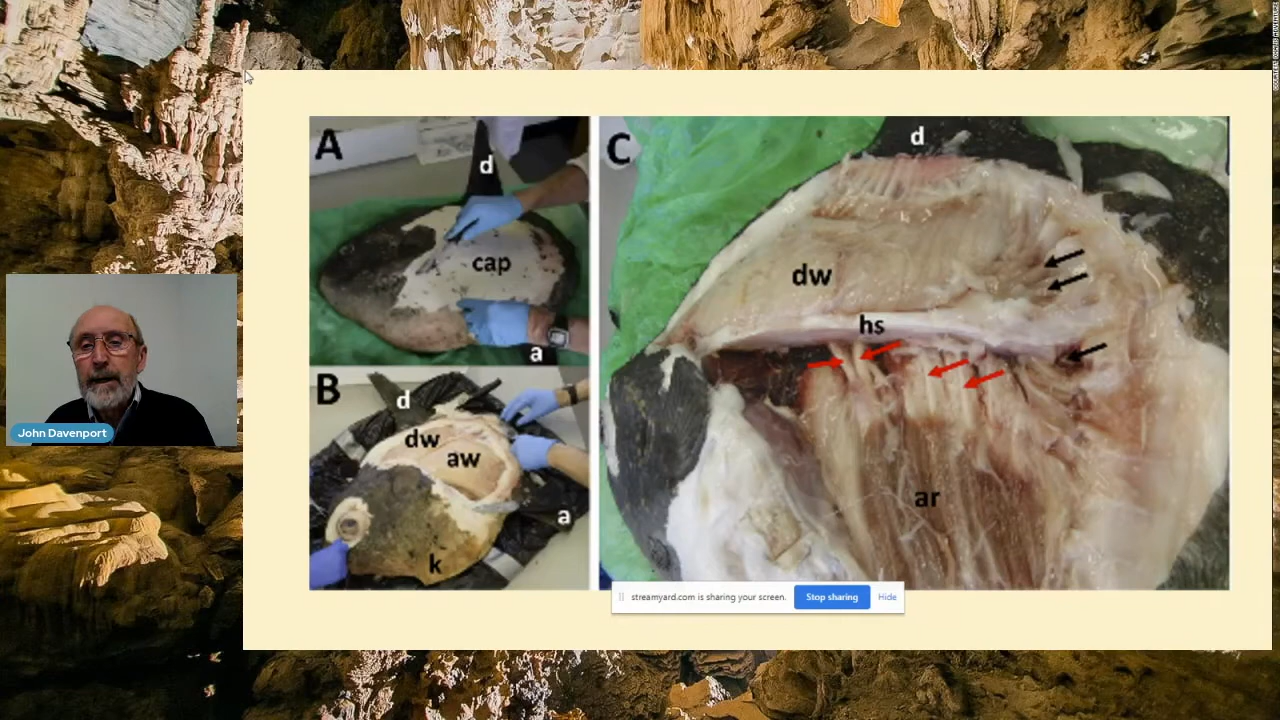 A
d
cap
a
B
d
dw
aw
a
k
C
d
dw
hs
ar
John Davenport
streamyard.com is sharing your screen.
Stop sharing
Hide